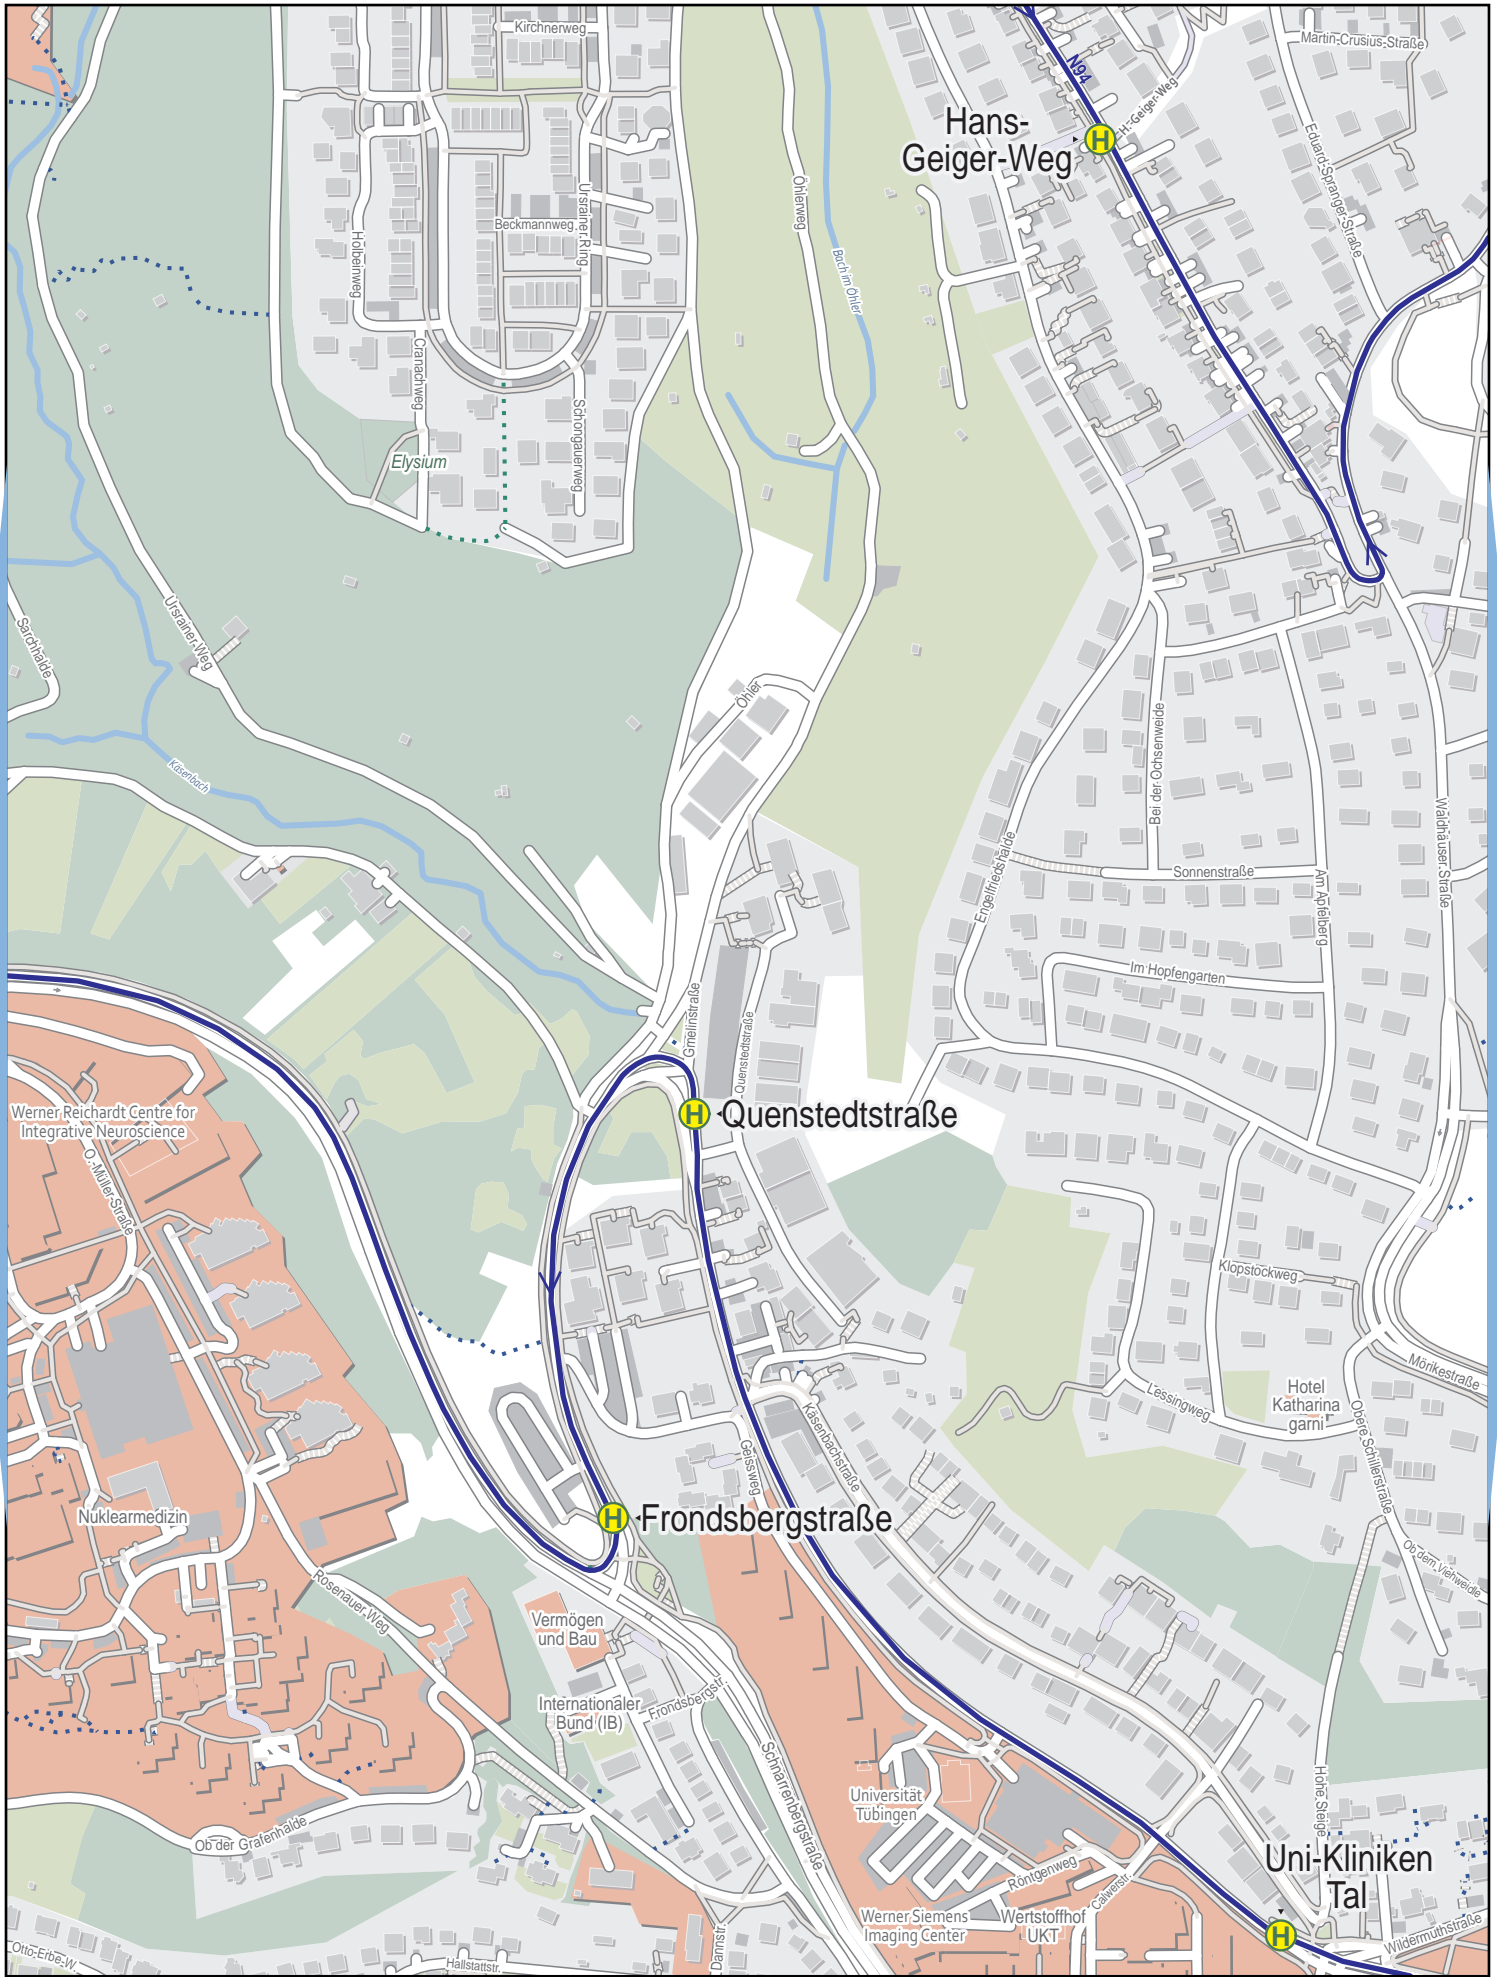 Kirchnerweg
Martin-Crusius-Straße
N94
H.-Geiger-Weg
Hans-
Geiger-Weg
H
Eduard-Spranger-Straße
Öhlerweg
Ursrainer Ring
Beckmannweg
Holbeinweg
Bach im Öhler
Cranachweg
Schongauerweg
Elysium
Sarchhalde
Ursrainer Weg
Öhler
Bei der Ochsenweide
Käsenbach
Engelfriedshalde
Waldhäuser Straße
Sonnenstraße
Am Apfelberg
Im Hopfengarten
Gmelinstraße
Quenstedtstraße
H
Quenstedtstraße
Werner Reichardt Centre for
Integrative Neuroscience
O.-Müller-Straße
Klopstockweg
Mörikestraße
Hotel
Katharina
garni
Lessingweg
Obere Schillerstraße
Käsenbachstraße
Geissweg
Nuklearmedizin
H
Frondsbergstraße
Ob dem Viehweidle
Rosenauer Weg
Vermögen
und Bau
Internationaler
Bund (IB)
Frondsbergstr.
Schnarrenbergstraße
Universität
Tübingen
Hohe Steige
Ob der Grafenhalde
Uni-Kliniken
Tal
Röntgenweg
Calwerstr.
Werner Siemens
Imaging Center
Wertstoffhof
UKT
H
Wildermuthstraße
Dannstr.
Otto-Erbe-W.
Hallstattstr.